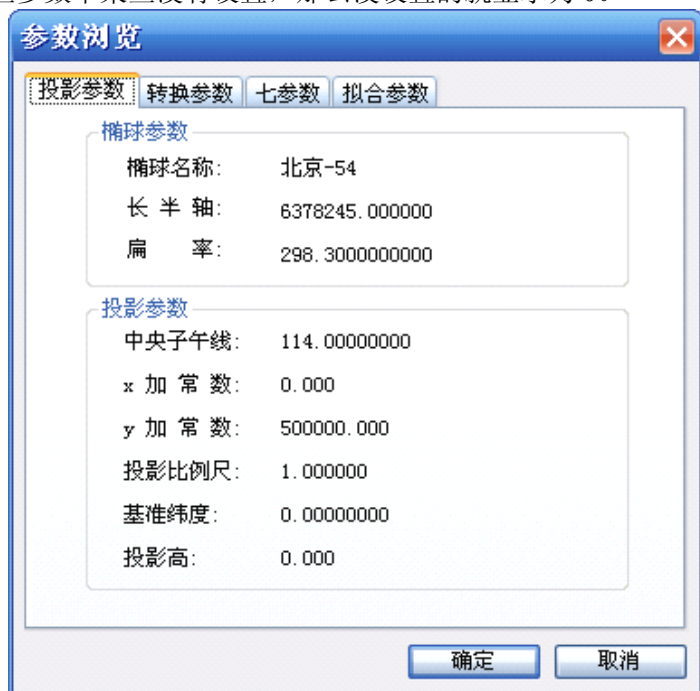 参数浏览
投影参数 转换参数 七参数 拟合参数
椭球参数
椭球名称: 北京-54
长 半 轴: 6378245.000000
扁 率: 298.3000000000
投影参数
中央子午线: 114.00000000
x 加 常 数: 0.000
y 加 常 数: 500000.000
投影比例尺: 1.000000
基准纬度: 0.00000000
投影高: 0.000
确定 取消